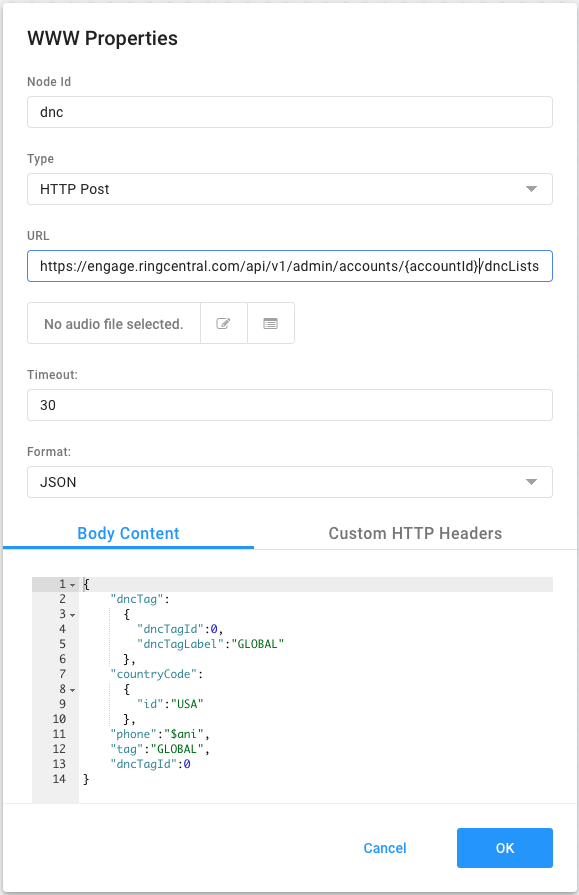 WWW Properties
Node Id
dnc
Type
HTTP Post
URL
https://engage.ringcentral.com/api/v1/admin/accounts/{accountId}/dncLists
No audio file selected.
Timeout:
30
Format:
JSON
Body Content Custom HTTP Headers
1 {
2 "dncTag":
3 {
4 "dncTagId":0,
5 "dncTagLabel":"GLOBAL"
6 },
7 "countryCode":
8 {
9 "id":"USA"
10 },
11 "phone":"$ani",
12 "tag":"GLOBAL",
13 "dncTagId":0
14 }
Cancel OK